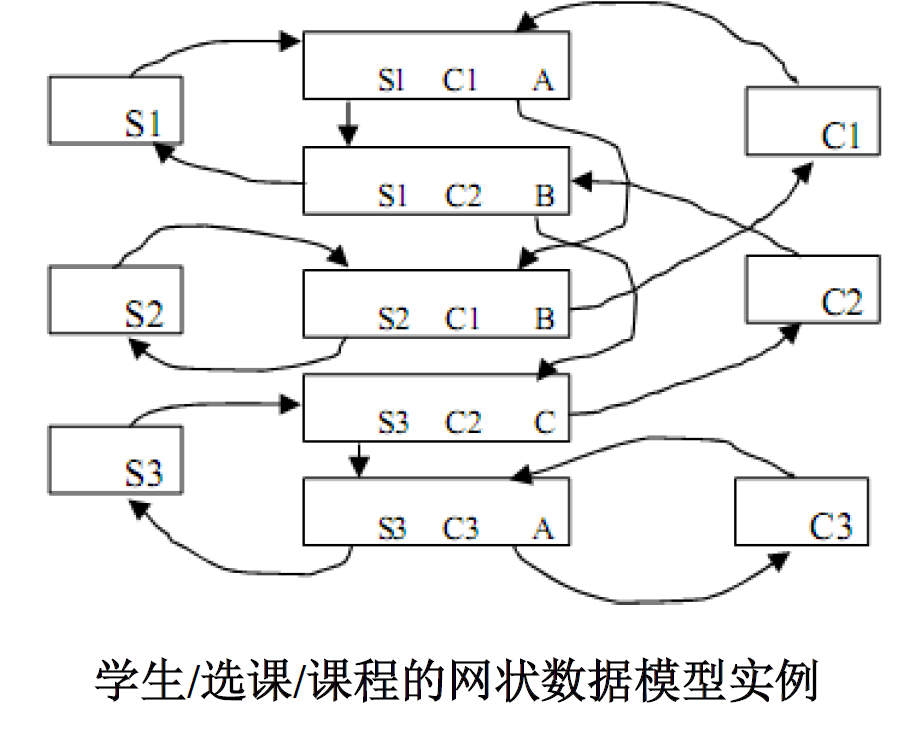 S1 C1 A
S1
C1
S1 C2 B
S2
S2 C1 B
C2
S3 C2 C
S3
S3 C3 A
C3
学生/选课/课程的网状数据模型实例